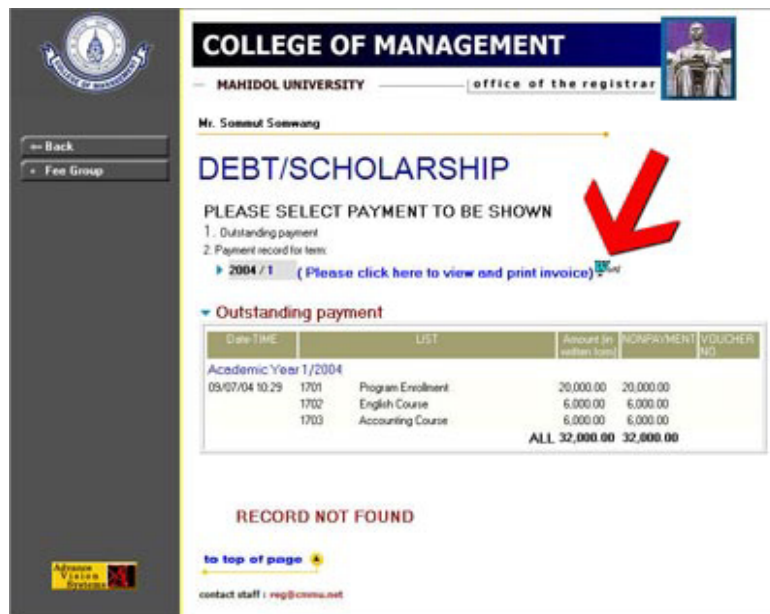 COLLEGE OF MANAGEMENT
COLLEGE OF MANAGEMENT
MAHIDOL UNIVERSITY
office of the registrar
Mr. Sommut Somwang
Back
Fee Group
DEBT/SCHOLARSHIP
PLEASE SELECT PAYMENT TO BE SHOWN
1. Outstanding payment
2. Payment record for term:
2004 / 1 ( Please click here to view and print invoice)
Outstanding payment
Date-TIME LIST Amount (in written form) NONPAYMENT VOUCHER NO.
Academic Year 1/2004
09/07/04 10:29 1701 Program Enrollment 20,000.00 20,000.00
1702 English Course 6,000.00 6,000.00
1703 Accounting Course 6,000.00 6,000.00
ALL 32,000.00 32,000.00
RECORD NOT FOUND
to top of page
Advance
Vision
Systems
contact staff : reg@cmmu.net